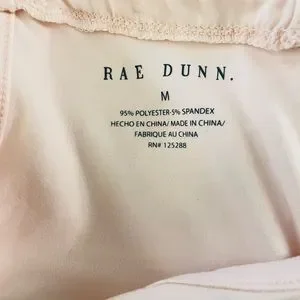 RAE DUNN.
M
95% POLYESTER·5% SPANDEX
HECHO EN CHINA/ MADE IN CHINA/
FABRIQUE AU CHINA
RN# 125288